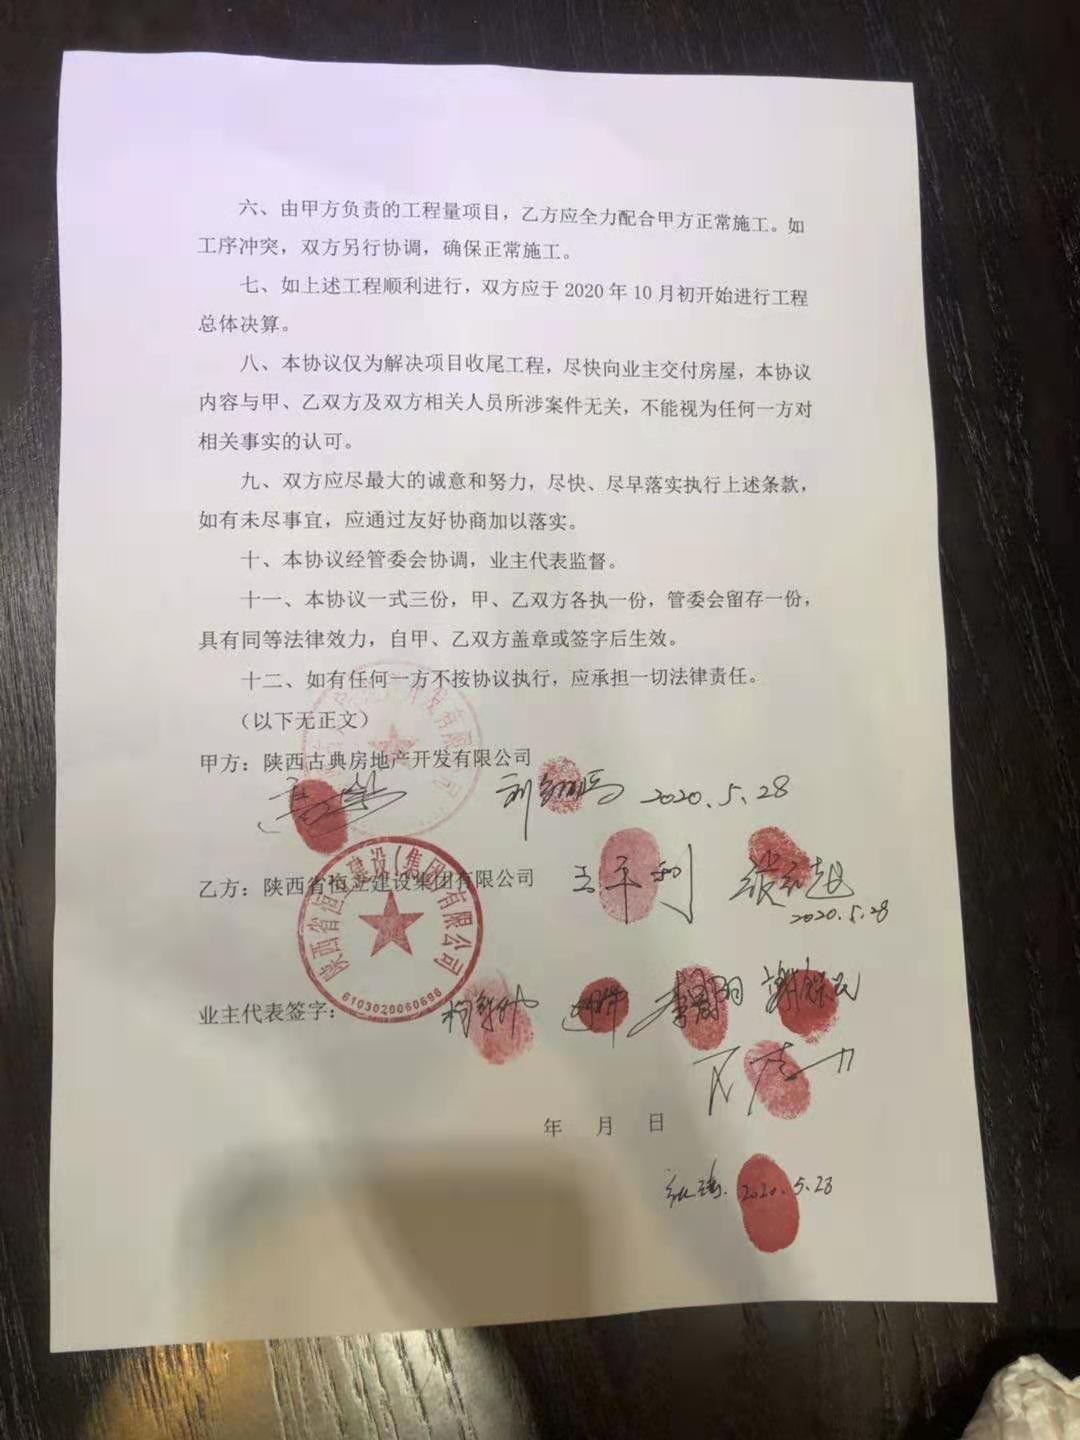 六、由甲方负责的工程量项目，乙方应全力配合甲方正常施工。如
工序冲突，双方另行协调，确保正常施工。
七、如上述工程顺利进行，双方应于 2020 年 10 月初开始进行工程
总体决算。
八、本协议仅为解决项目收尾工程，尽快向业主交付房屋，本协议
内容与甲、乙双方及双方相关人员所涉案件无关，不能视为任何一方对
相关事实的认可。
九、双方应尽最大的诚意和努力，尽快、尽早落实执行上述条款，
如有未尽事宜，应通过友好协商加以落实。
十、本协议经管委会协调，业主代表监督。
十一、本协议一式三份，甲、乙双方各执一份，管委会留存一份，
具有同等法律效力，自甲、乙双方盖章或签字后生效。
十二、如有任何一方不按协议执行，应承担一切法律责任。
（以下无正文）
甲方：陕西古典房地产开发有限公司
2020.5.28
乙方：陕西省恒立建设集团有限公司
王平利
2020.5.28
陕西省恒立建设(集团)有限公司
6103020060696
业主代表签字：
年 月 日
2020.5.28